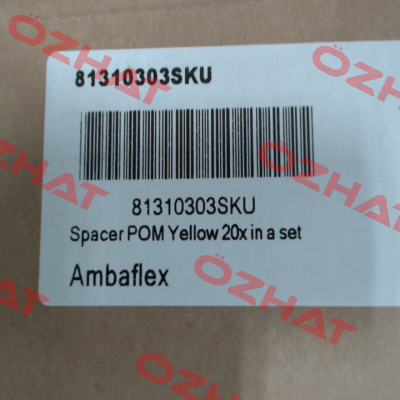 81310303SKU
81310303SKU
Spacer POM Yellow 20x in a set
Ambaflex
ÖZHAT
ÖZHAT
ÖZHAT
ÖZHAT
ÖZHAT